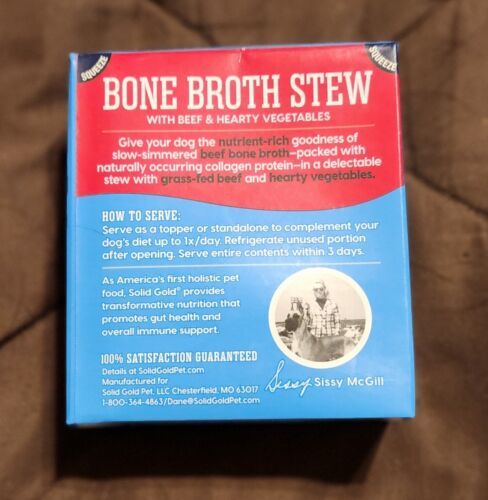 SQUEEZE
SQUEEZE
BONE BROTH STEW
WITH BEEF & HEARTY VEGETABLES
Give your dog the nutrient-rich goodness of
slow-simmered beef bone broth—packed with
naturally occurring collagen protein—in a delectable
stew with grass-fed beef and hearty vegetables.
HOW TO SERVE:
Serve as a topper or standalone to complement your
dog's diet up to 1x/day. Refrigerate unused portion
after opening. Serve entire contents within 3 days.
As America's first holistic pet
food, Solid Gold® provides
transformative nutrition that
promotes gut health and
overall immune support.
100% SATISFACTION GUARANTEED
Details at SolidGoldPet.com
Manufactured for
Solid Gold Pet, LLC Chesterfield, MO 63017
1-800-364-4863/Dane@SolidGoldPet.com
Sissy Sissy McGill